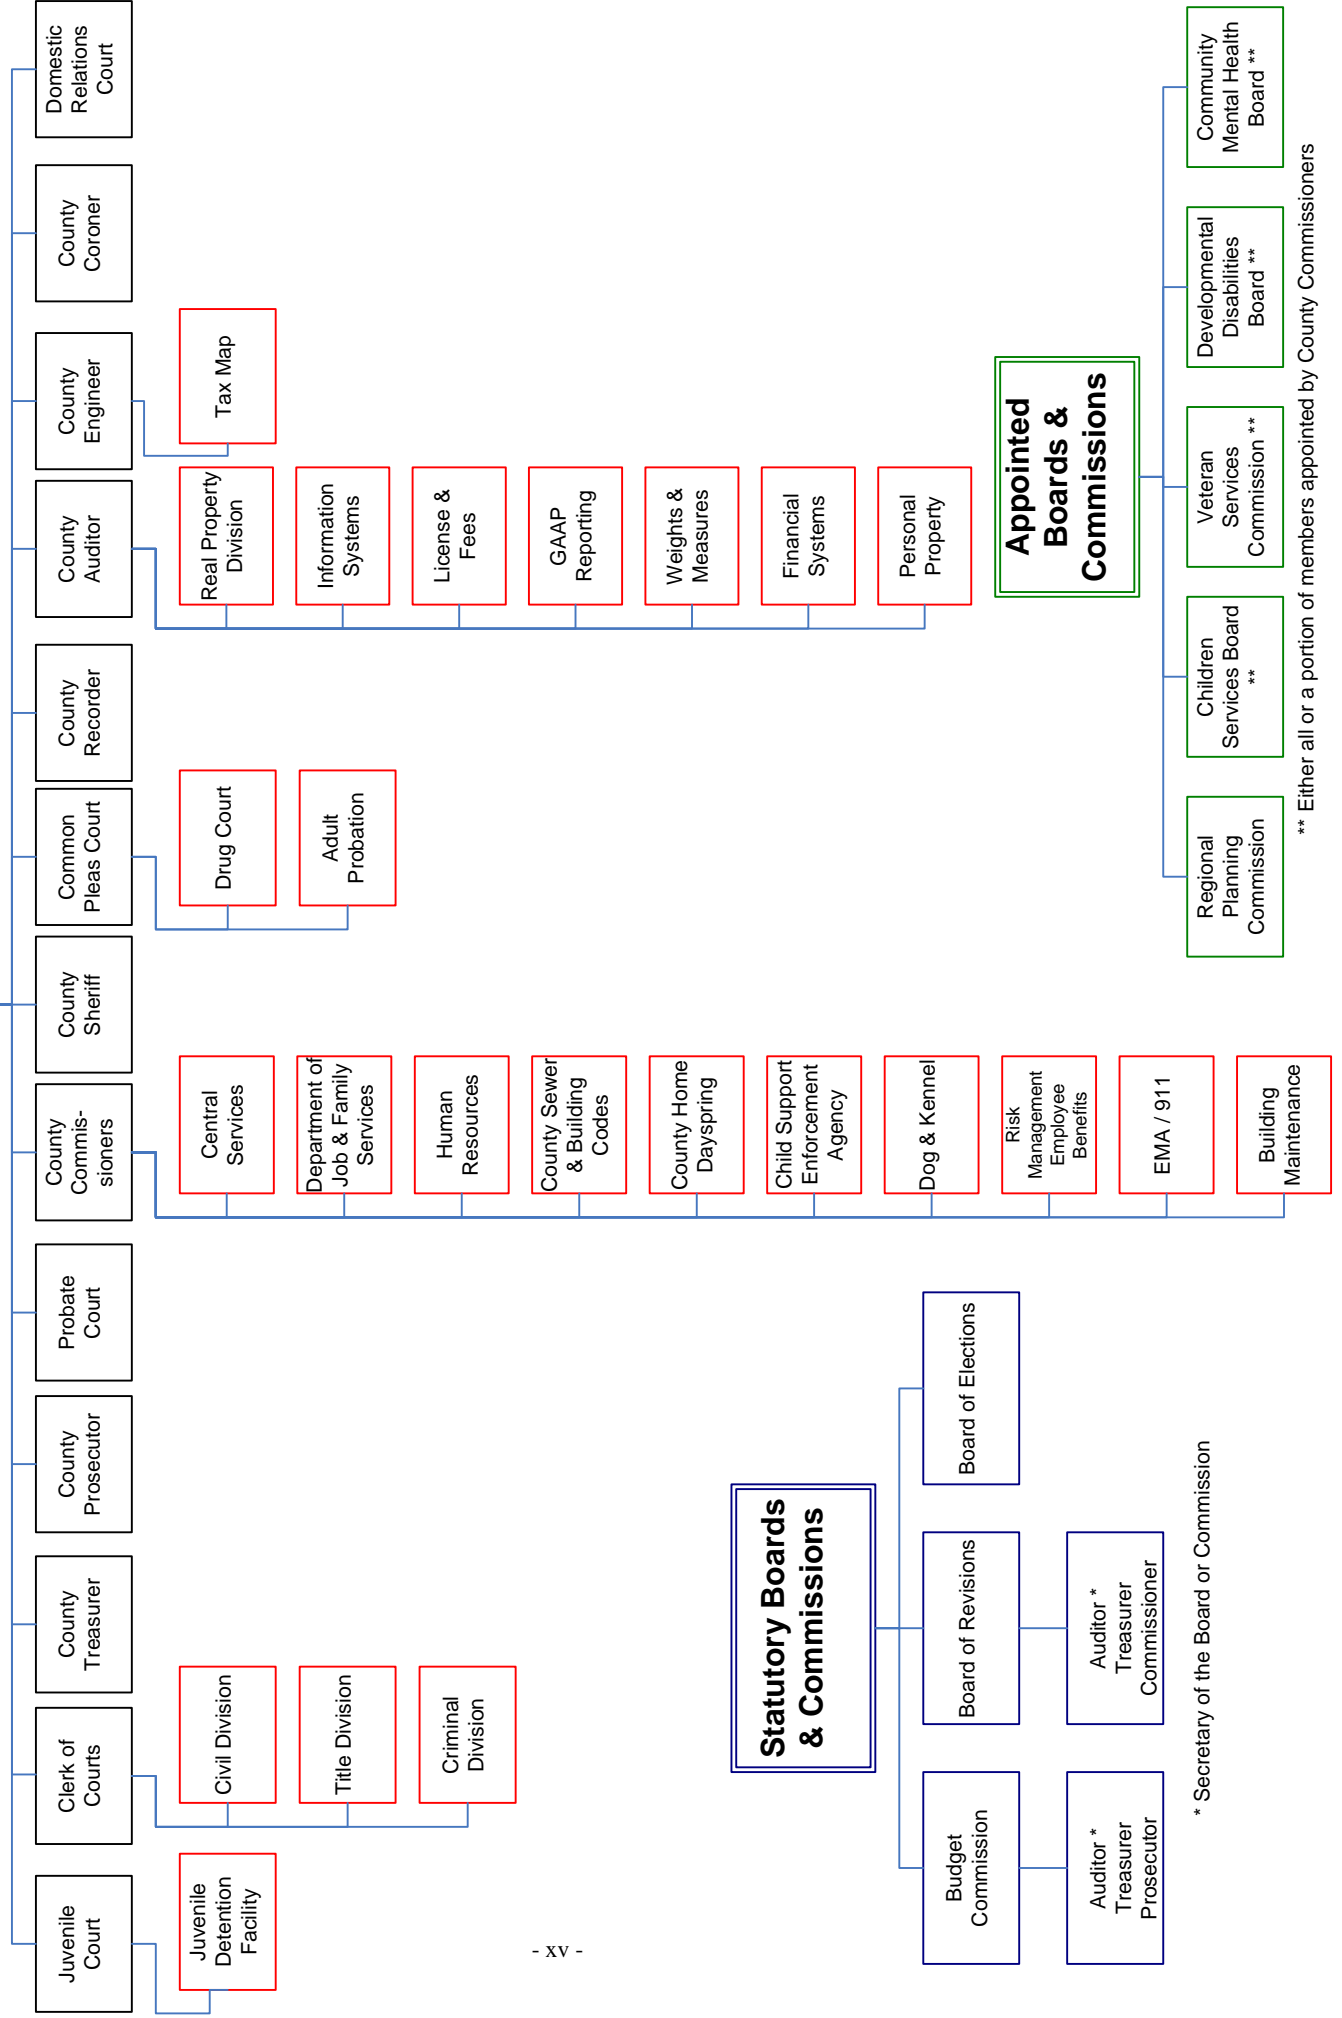 Juvenile
Court
Juvenile
Detention
Facility
Clerk of
Courts
Civil Division
Title Division
Criminal
Division
County
Treasurer
County
Prosecutor
Probate
Court
County
Commis-
sioners
Central
Services
Department of
Job & Family
Services
Human
Resources
County Sewer
& Building
Codes
County Home
Dayspring
Child Support
Enforcement
Agency
Dog & Kennel
Risk
Management
Employee
Benefits
EMA / 911
Building
Maintenance
County
Sheriff
Common
Pleas Court
Drug Court
Adult
Probation
County
Recorder
County
Auditor
Real Property
Division
Information
Systems
License &
Fees
GAAP
Reporting
Weights &
Measures
Financial
Systems
Personal
Property
County
Engineer
Tax Map
County
Coroner
Domestic
Relations
Court
Statutory Boards
& Commissions
Budget
Commission
Auditor *
Treasurer
Prosecutor
Board of Revisions
Auditor *
Treasurer
Commissioner
Board of Elections
* Secretary of the Board or Commission
Appointed
Boards &
Commissions
Regional
Planning
Commission
Children
Services Board
**
Veteran
Services
Commission **
Developmental
Disabilities
Board **
Community
Mental Health
Board **
** Either all or a portion of members appointed by County Commissioners
- xv -